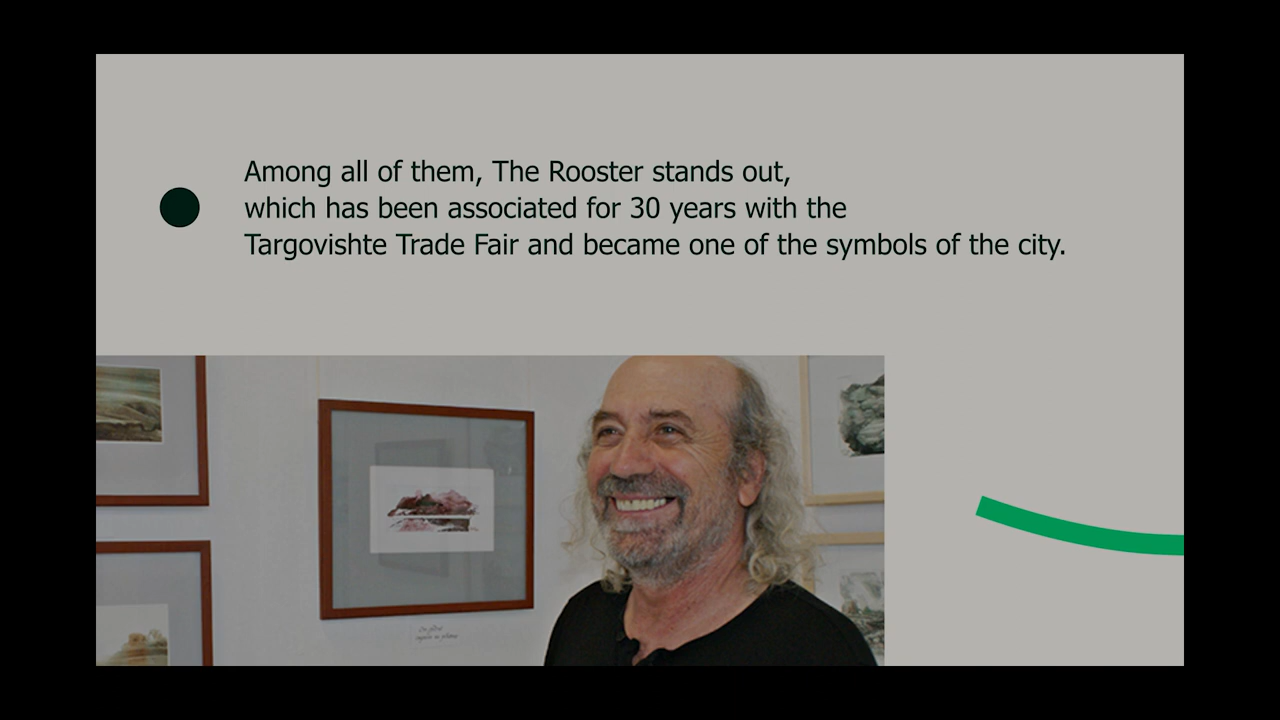 Among all of them, The Rooster stands out,
which has been associated for 30 years with the
Targovishte Trade Fair and became one of the symbols of the city.